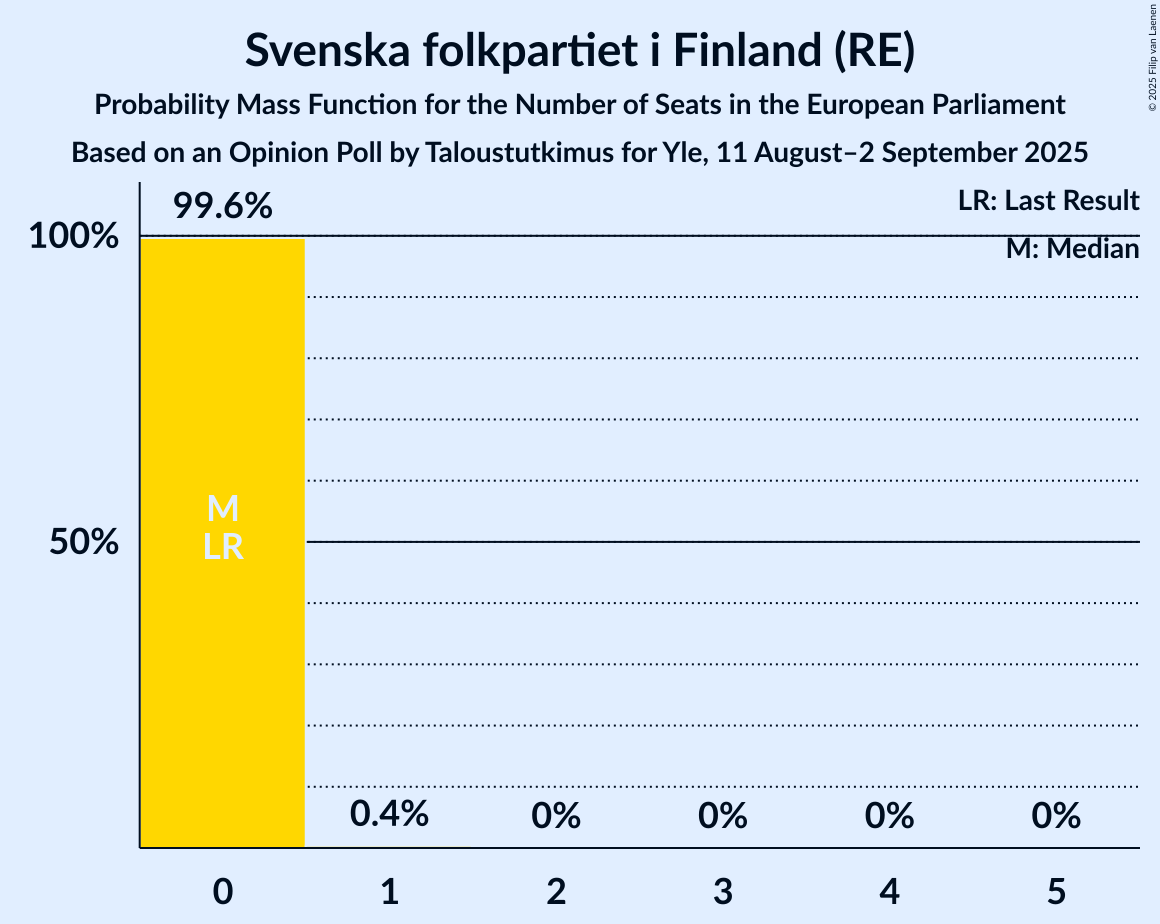 Svenska folkpartiet i Finland (RE)
Probability Mass Function for the Number of Seats in the European Parliament
Based on an Opinion Poll by Taloustutkimus for Yle, 11 August–2 September 2025
© 2025 Filip van Laenen
LR: Last Result
M: Median
99.6%
100%
50%
M
LR
0.4%
0%
0%
0%
0%
0
1
2
3
4
5